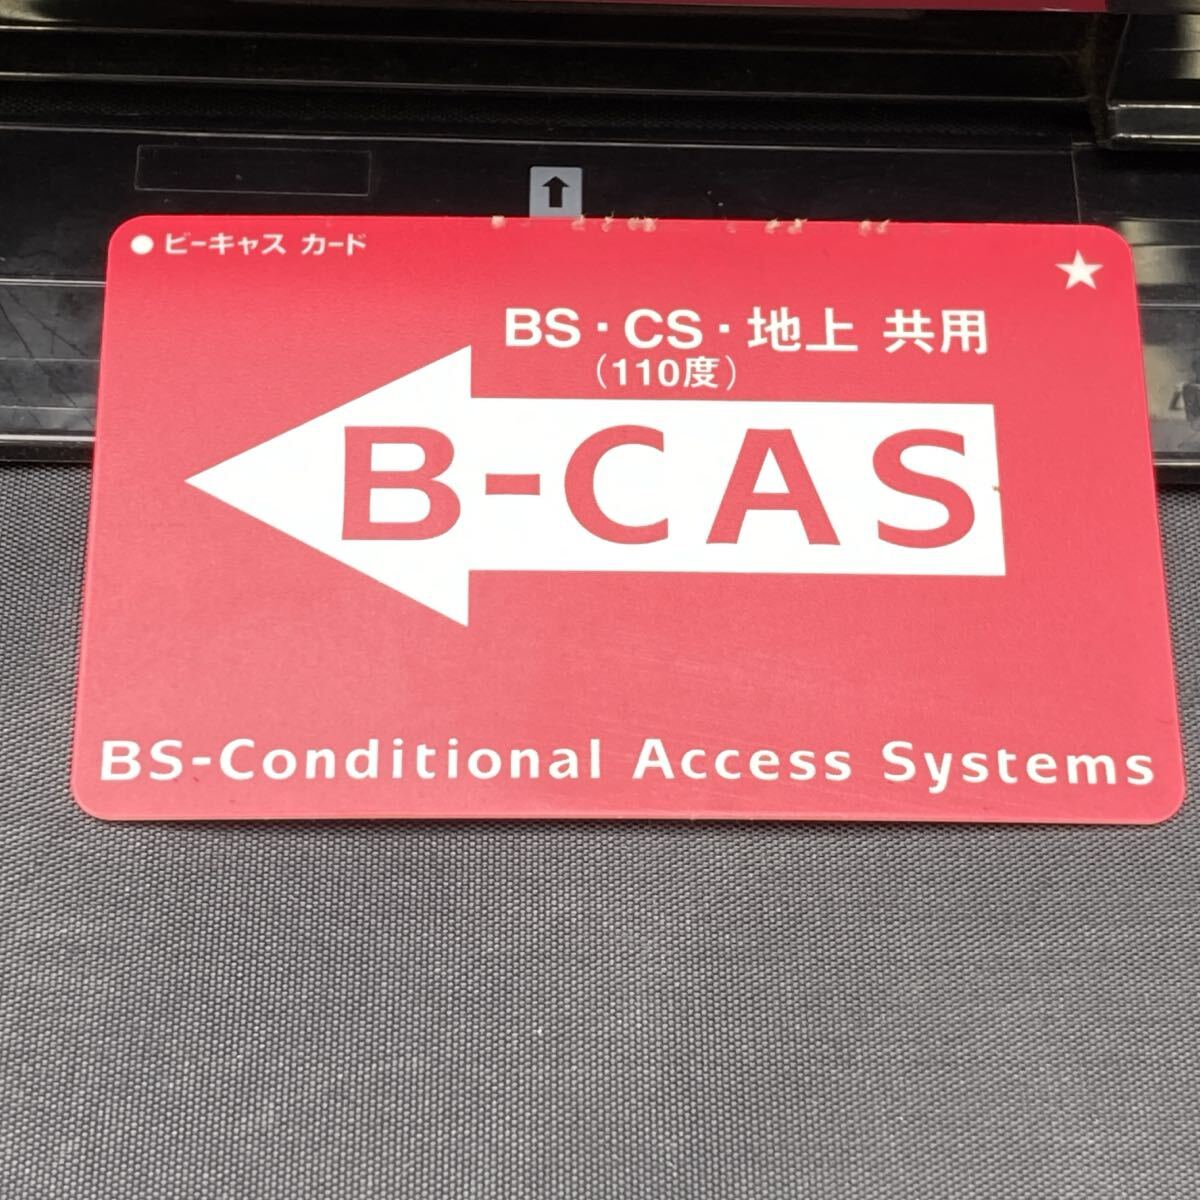 ● ビーキャス カード
★
BS・CS・地上 共用
（110度）
B-CAS
BS-Conditional Access Systems